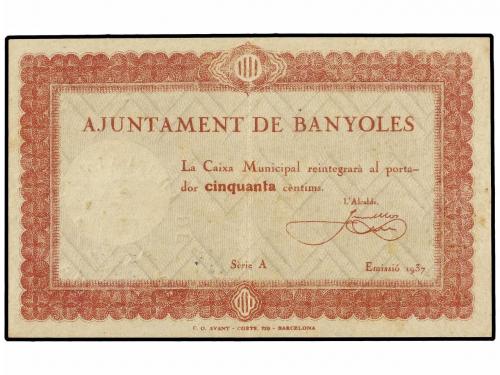 AJUNTAMENT DE BANYOLES
La Caixa Municipal reintegrarà al porta-
dor cinquanta cèntims.
L'Alcalde,
Sèrie A
Emissió 1937
C. O. AVANT - CORTS, 719 - BARCELONA